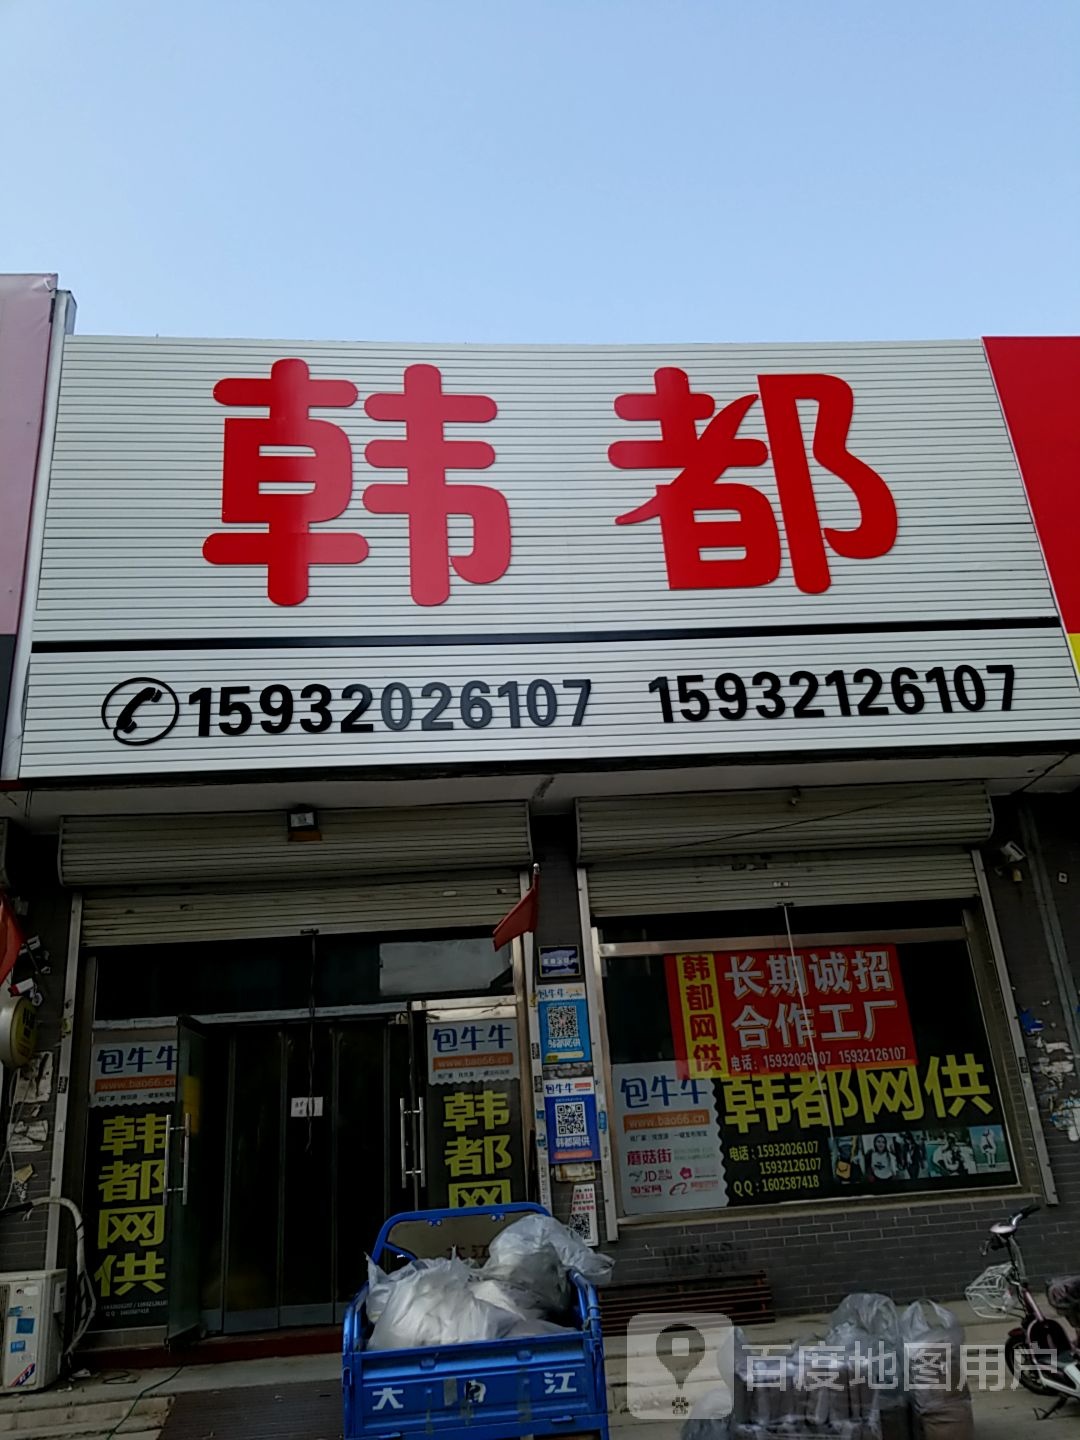 韩都
15932026107 15932126107
韩都网供
长期诚招
合作工厂
电话：15932026107 15932126107
包牛牛
www.bao66.cn
韩都网供
包牛牛
www.bao66.cn
韩都网
包牛牛
韩都网供
包牛牛
www.bao66.cn
蘑菇街
JD
淘宝网
韩都网供
电话：15932026107
15932126107
QQ：1602587418
大江
百度地图用户